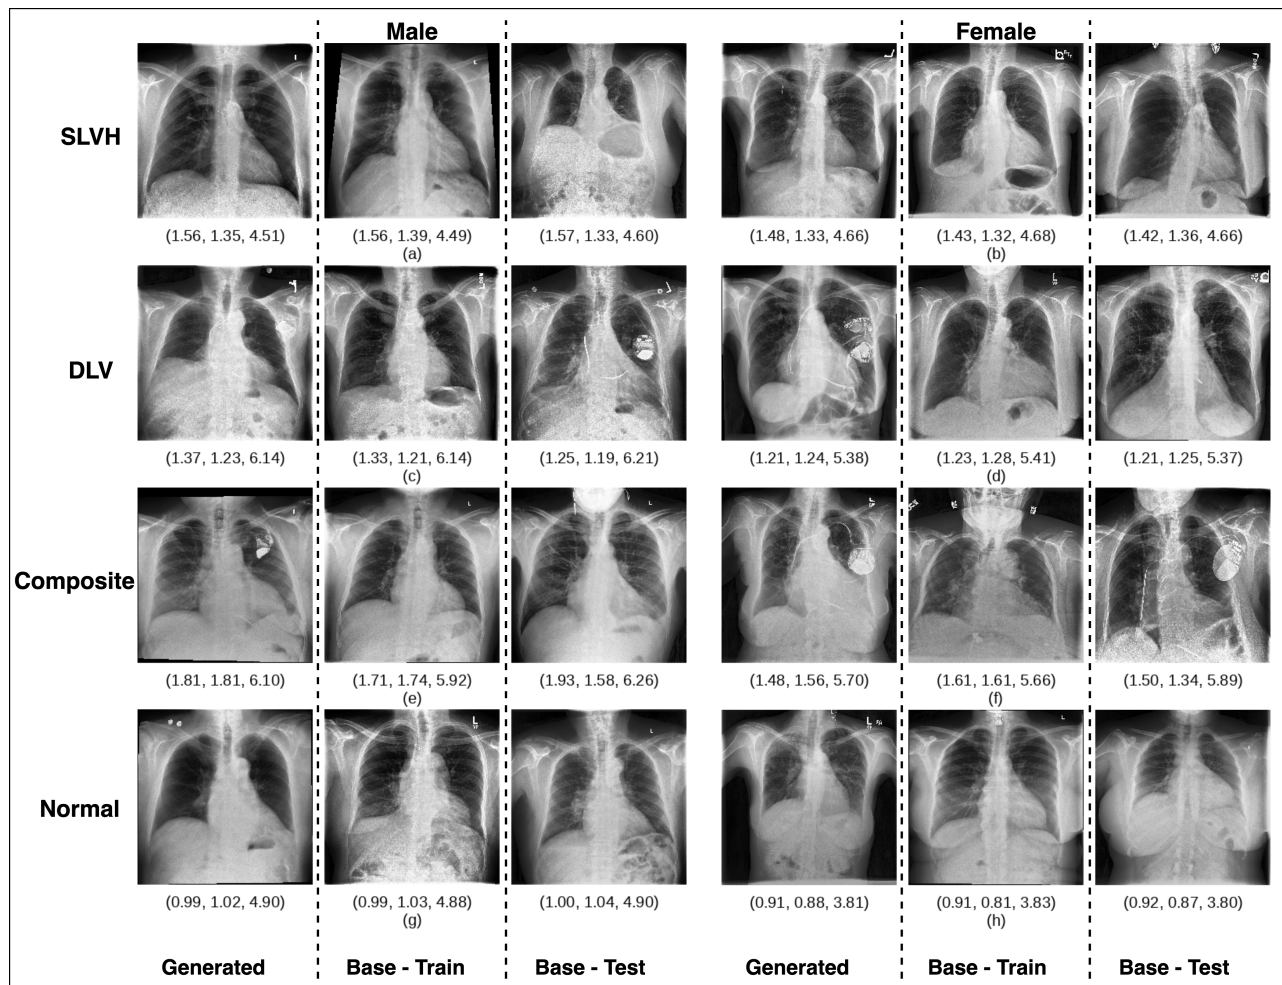 Male Female
SLVH
(1.56, 1.35, 4.51) (1.56, 1.39, 4.49) (1.57, 1.33, 4.60) (1.48, 1.33, 4.66) (1.43, 1.32, 4.68) (1.42, 1.36, 4.66)
(a) (b)
DLV
(1.37, 1.23, 6.14) (1.33, 1.21, 6.14) (1.25, 1.19, 6.21) (1.21, 1.24, 5.38) (1.23, 1.28, 5.41) (1.21, 1.25, 5.37)
(c) (d)
Composite
(1.81, 1.81, 6.10) (1.71, 1.74, 5.92) (1.93, 1.58, 6.26) (1.48, 1.56, 5.70) (1.61, 1.61, 5.66) (1.50, 1.34, 5.89)
(e) (f)
Normal
(0.99, 1.02, 4.90) (0.99, 1.03, 4.88) (1.00, 1.04, 4.90) (0.91, 0.88, 3.81) (0.91, 0.81, 3.83) (0.92, 0.87, 3.80)
(g) (h)
Generated Base - Train Base - Test Generated Base - Train Base - Test